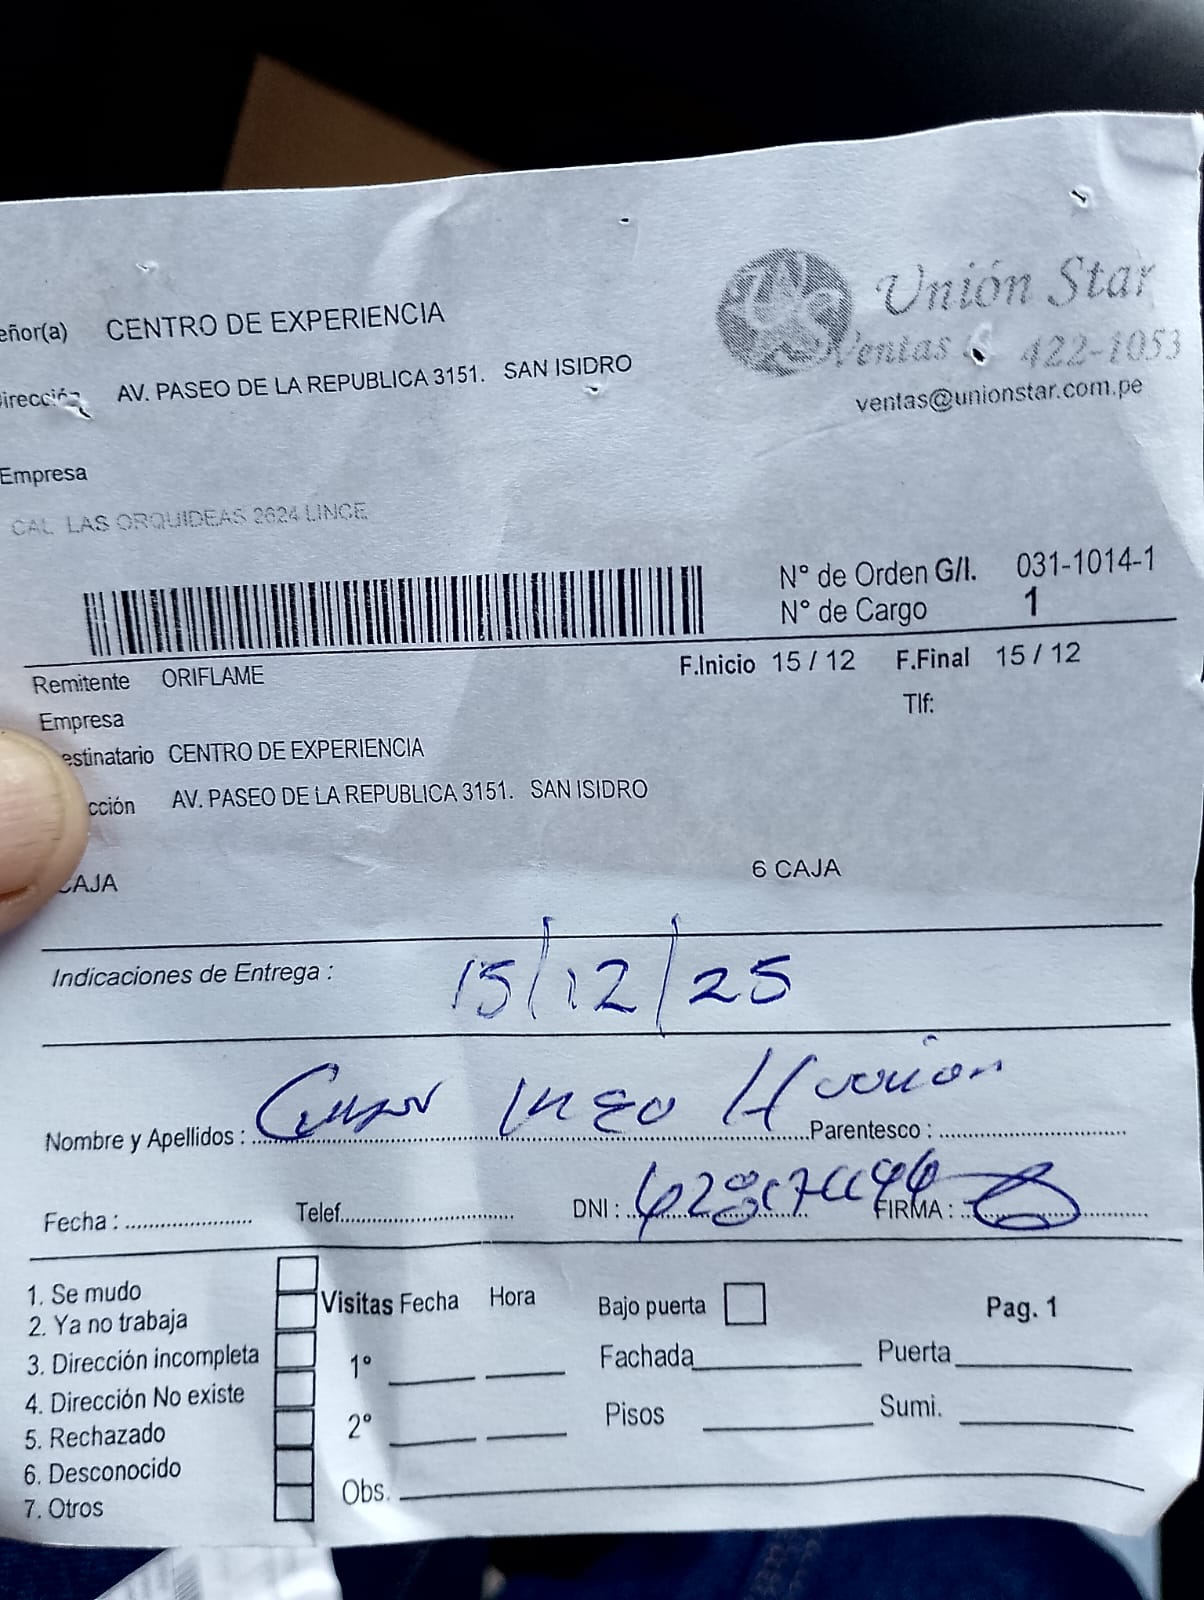 eñor(a) CENTRO DE EXPERIENCIA
irección AV. PASEO DE LA REPUBLICA 3151. SAN ISIDRO
Unión Star
Ventas 422-1053
ventas@unionstar.com.pe
Empresa
CAL LAS ORQUIDEAS 2624 LINCE
N° de Orden G/I. 031-1014-1
N° de Cargo 1
Remitente ORIFLAME
F.Inicio 15 / 12 F.Final 15 / 12
Empresa
Tlf:
estinatario CENTRO DE EXPERIENCIA
cción AV. PASEO DE LA REPUBLICA 3151. SAN ISIDRO
CAJA 6 CAJA
Indicaciones de Entrega : 15/12/25
Nombre y Apellidos : Parentesco :
Fecha : Telef. DNI : FIRMA :
1. Se mudo
2. Ya no trabaja
3. Dirección incompleta
4. Dirección No existe
5. Rechazado
6. Desconocido
7. Otros
Visitas Fecha Hora
1°
2°
Obs.
Bajo puerta
Pag. 1
Fachada Puerta
Pisos Sumi.